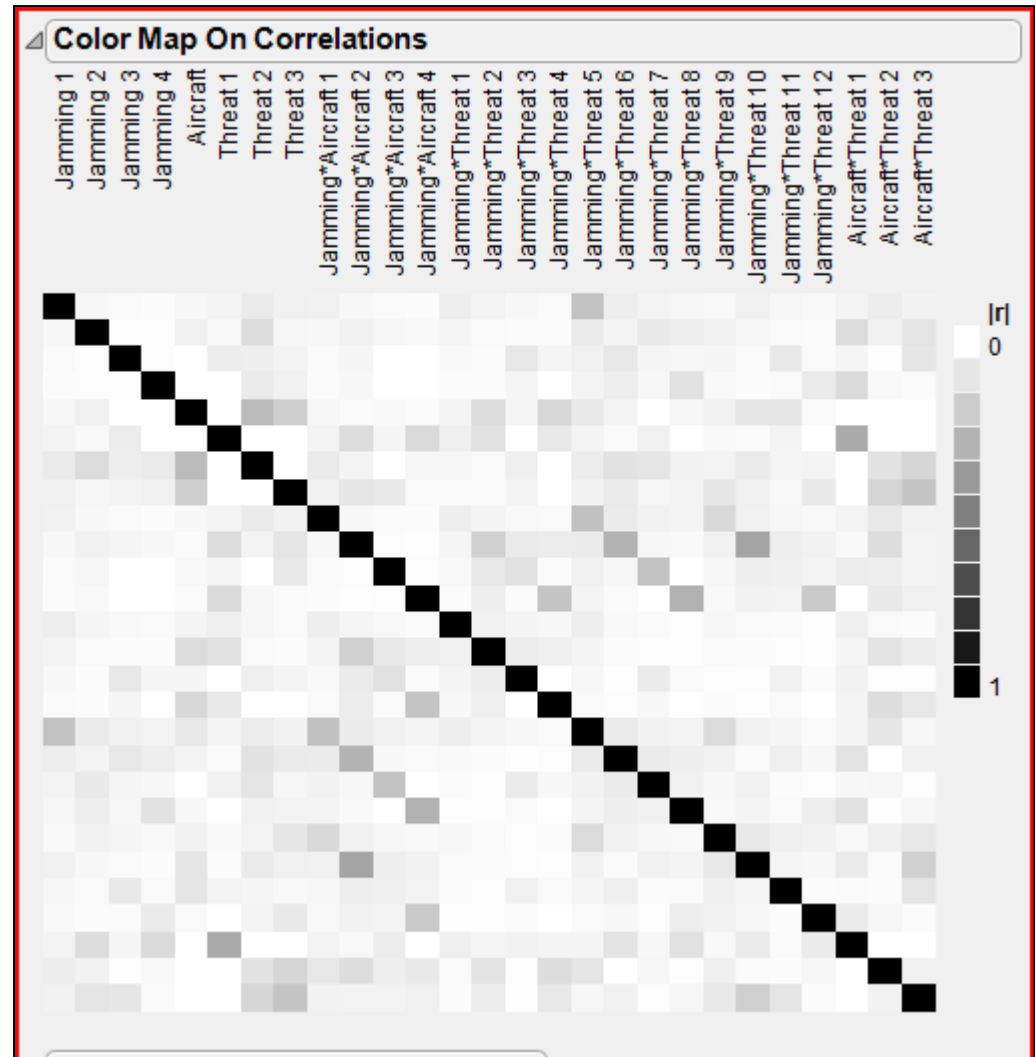 Color Map On Correlations
Jamming 1
Jamming 2
Jamming 3
Jamming 4
Aircraft
Threat 1
Threat 2
Threat 3
Jamming*Aircraft 1
Jamming*Aircraft 2
Jamming*Aircraft 3
Jamming*Aircraft 4
Jamming*Threat 1
Jamming*Threat 2
Jamming*Threat 3
Jamming*Threat 4
Jamming*Threat 5
Jamming*Threat 6
Jamming*Threat 7
Jamming*Threat 8
Jamming*Threat 9
Jamming*Threat 10
Jamming*Threat 11
Jamming*Threat 12
Aircraft*Threat 1
Aircraft*Threat 2
Aircraft*Threat 3
|r|
0
1